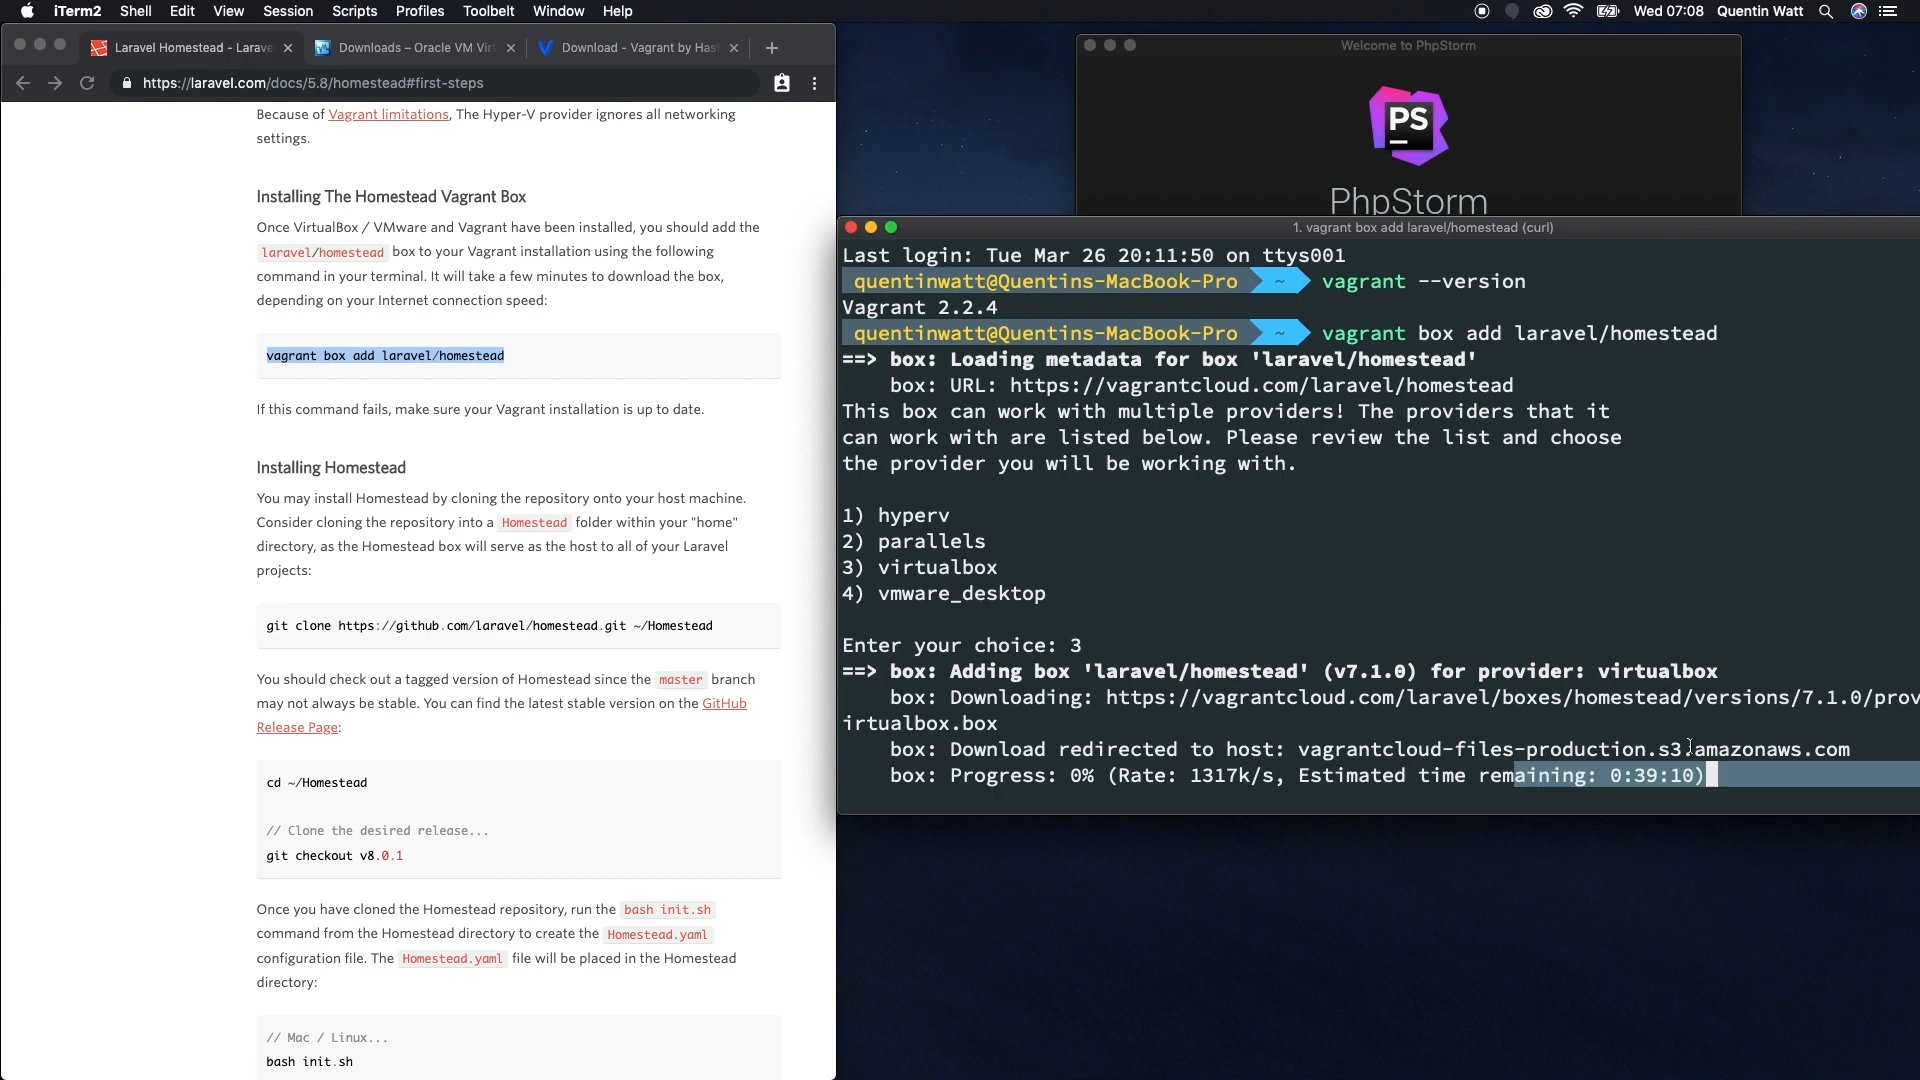 iTerm2 Shell Edit View Session Scripts Profiles Toolbelt Window Help
Wed 07:08 Quentin Watt
Laravel Homestead - Larave
Downloads – Oracle VM Virt
Download - Vagrant by Has
https://laravel.com/docs/5.8/homestead#first-steps
Because of Vagrant limitations, The Hyper-V provider ignores all networking
settings.
Installing The Homestead Vagrant Box
Once VirtualBox / VMware and Vagrant have been installed, you should add the
laravel/homestead box to your Vagrant installation using the following
command in your terminal. It will take a few minutes to download the box,
depending on your Internet connection speed:
vagrant box add laravel/homestead
If this command fails, make sure your Vagrant installation is up to date.
Installing Homestead
You may install Homestead by cloning the repository onto your host machine.
Consider cloning the repository into a Homestead folder within your "home"
directory, as the Homestead box will serve as the host to all of your Laravel
projects:
git clone https://github.com/laravel/homestead.git ~/Homestead
You should check out a tagged version of Homestead since the master branch
may not always be stable. You can find the latest stable version on the GitHub
Release Page:
cd ~/Homestead
// Clone the desired release...
git checkout v8.0.1
Once you have cloned the Homestead repository, run the bash init.sh
command from the Homestead directory to create the Homestead.yaml
configuration file. The Homestead.yaml file will be placed in the Homestead
directory:
// Mac / Linux...
bash init.sh
Welcome to PhpStorm
PS
PhpStorm
1. vagrant box add laravel/homestead (curl)
Last login: Tue Mar 26 20:11:50 on ttys001
quentinwatt@Quentins-MacBook-Pro ~ vagrant --version
Vagrant 2.2.4
quentinwatt@Quentins-MacBook-Pro ~ vagrant box add laravel/homestead
==> box: Loading metadata for box 'laravel/homestead'
box: URL: https://vagrantcloud.com/laravel/homestead
This box can work with multiple providers! The providers that it
can work with are listed below. Please review the list and choose
the provider you will be working with.
1) hyperv
2) parallels
3) virtualbox
4) vmware_desktop
Enter your choice: 3
==> box: Adding box 'laravel/homestead' (v7.1.0) for provider: virtualbox
box: Downloading: https://vagrantcloud.com/laravel/boxes/homestead/versions/7.1.0/prov
irtualbox.box
box: Download redirected to host: vagrantcloud-files-production.s3.amazonaws.com
box: Progress: 0% (Rate: 1317k/s, Estimated time remaining: 0:39:10)